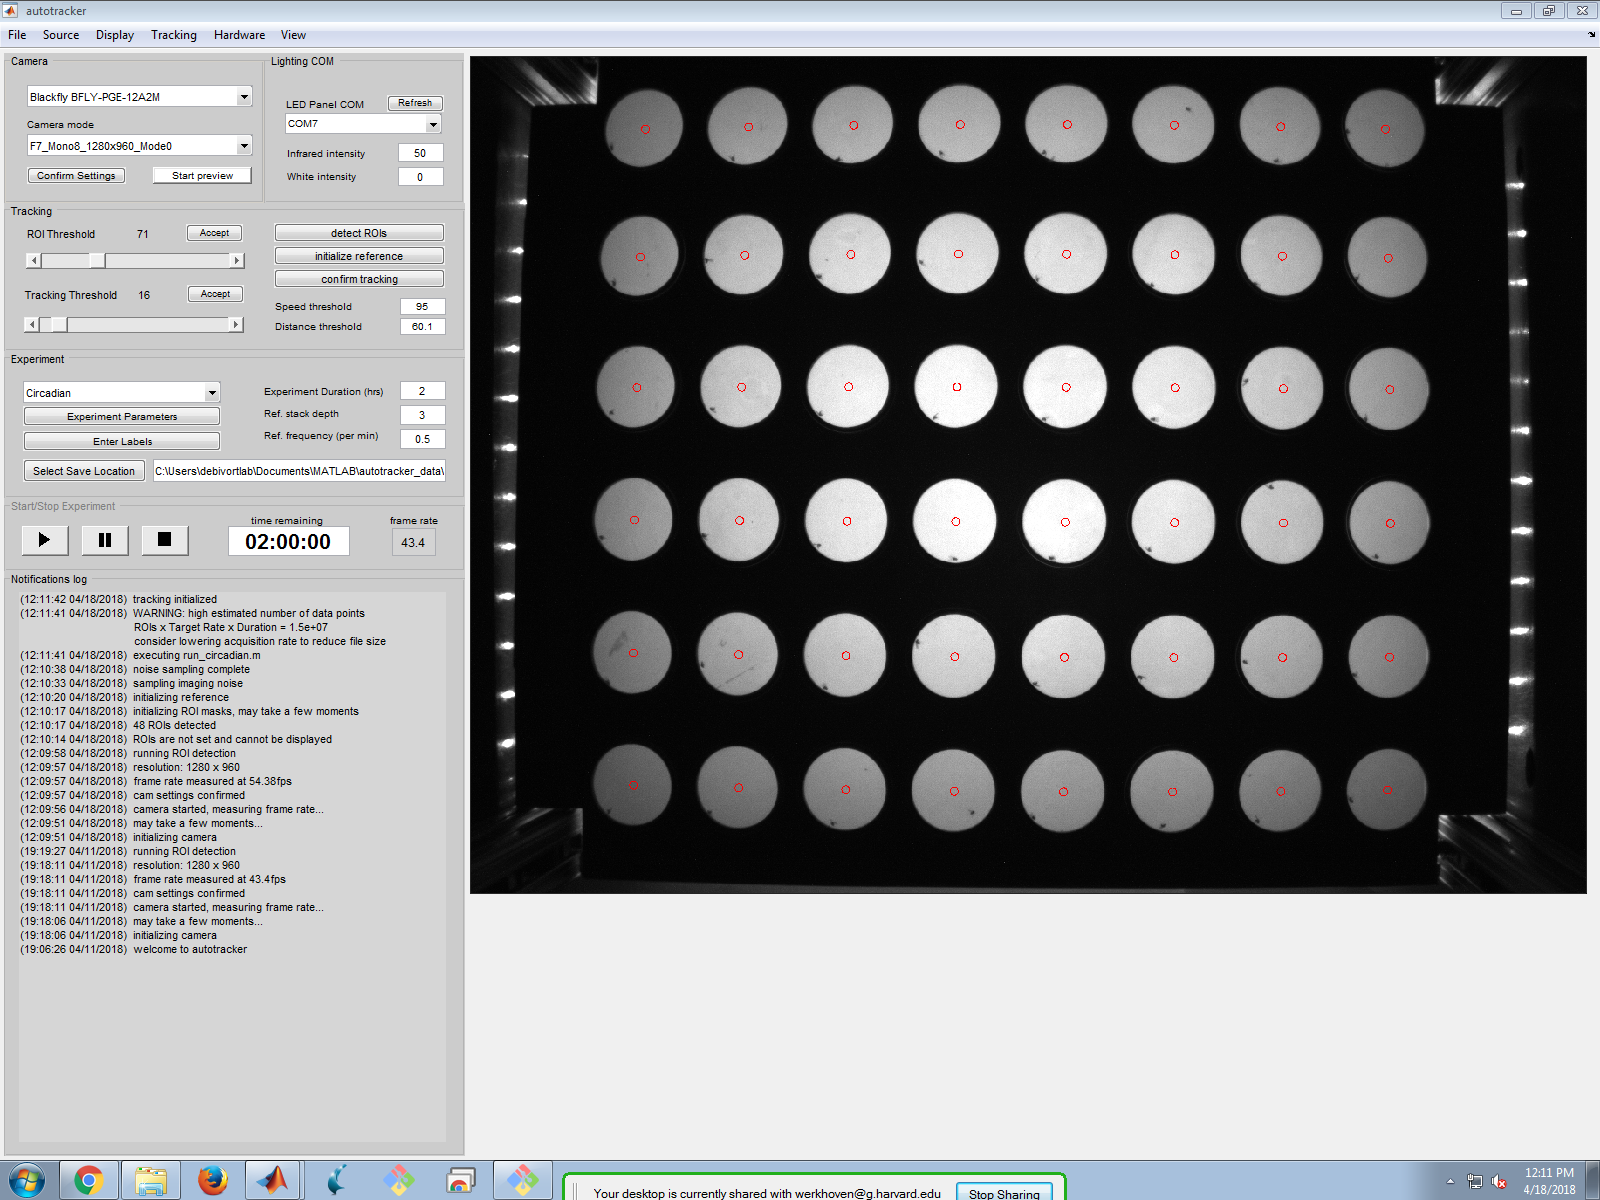 autotracker
File Source Display Tracking Hardware View
Camera
Blackfly BFLY-PGE-12A2M
Camera mode
F7_Mono8_1280x960_Mode0
Confirm Settings Start preview
Lighting COM
LED Panel COM Refresh
COM7
Infrared intensity 50
White intensity 0
Tracking
ROI Threshold 71 Accept
Tracking Threshold 16 Accept
detect ROIs
initialize reference
confirm tracking
Speed threshold 95
Distance threshold 60.1
Experiment
Circadian
Experiment Parameters
Enter Labels
Experiment Duration (hrs) 2
Ref. stack depth 3
Ref. frequency (per min) 0.5
Select Save Location C:\Users\debivortlab\Documents\MATLAB\autotracker_data\
Start/Stop Experiment
time remaining
02:00:00
frame rate
43.4
Notifications log
(12:11:42 04/18/2018) tracking initialized
(12:11:41 04/18/2018) WARNING: high estimated number of data points
ROIs x Target Rate x Duration = 1.5e+07
consider lowering acquisition rate to reduce file size
(12:11:41 04/18/2018) executing run_circadian.m
(12:10:38 04/18/2018) noise sampling complete
(12:10:33 04/18/2018) sampling imaging noise
(12:10:20 04/18/2018) initializing reference
(12:10:17 04/18/2018) initializing ROI masks, may take a few moments
(12:10:17 04/18/2018) 48 ROIs detected
(12:10:14 04/18/2018) ROIs are not set and cannot be displayed
(12:09:58 04/18/2018) running ROI detection
(12:09:57 04/18/2018) resolution: 1280 x 960
(12:09:57 04/18/2018) frame rate measured at 54.38fps
(12:09:57 04/18/2018) cam settings confirmed
(12:09:56 04/18/2018) camera started, measuring frame rate...
(12:09:51 04/18/2018) may take a few moments...
(12:09:51 04/18/2018) initializing camera
(19:19:27 04/11/2018) running ROI detection
(19:18:11 04/11/2018) resolution: 1280 x 960
(19:18:11 04/11/2018) frame rate measured at 43.4fps
(19:18:11 04/11/2018) cam settings confirmed
(19:18:11 04/11/2018) camera started, measuring frame rate...
(19:18:06 04/11/2018) may take a few moments...
(19:18:06 04/11/2018) initializing camera
(19:06:26 04/11/2018) welcome to autotracker
Your desktop is currently shared with werkhoven@g.harvard.edu Stop Sharing
12:11 PM
4/18/2018